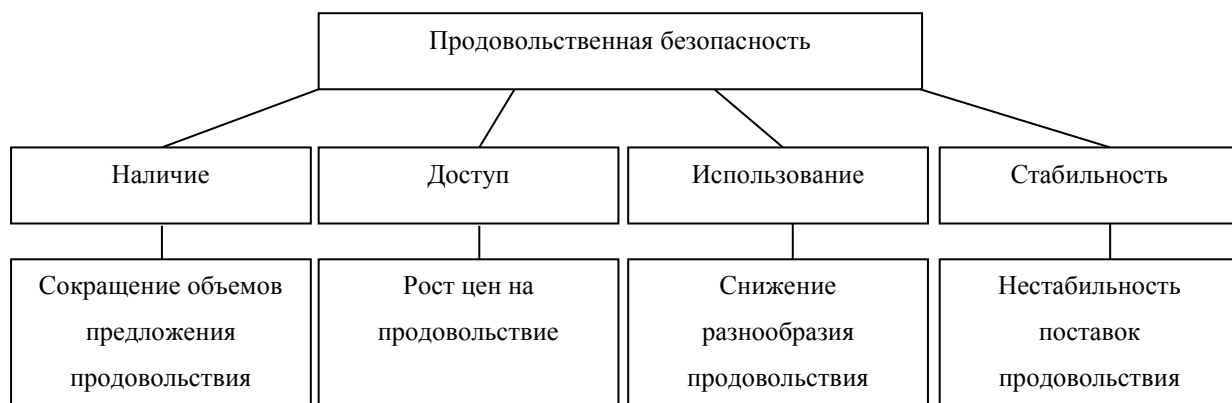 Продовольственная безопасность
Наличие
Доступ
Использование
Стабильность
Сокращение объемов
предложения
продовольствия
Рост цен на
продовольствие
Снижение
разнообразия
продовольствия
Нестабильность
поставок
продовольствия